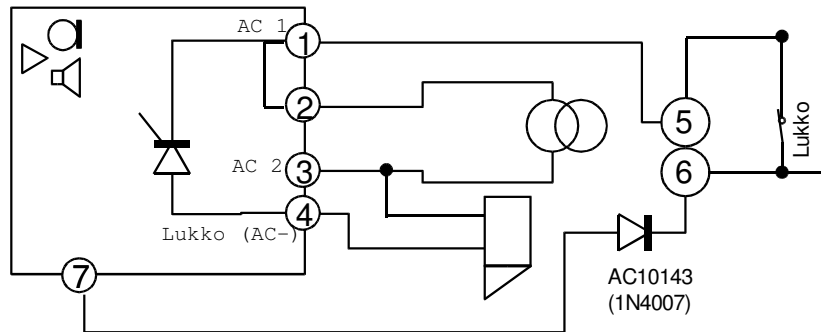 AC 1
1
2
AC 2
3
4
Lukko (AC-)
7
5
6
Lukko
AC10143
(1N4007)